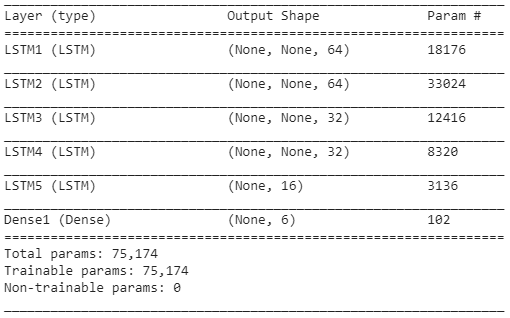 Layer (type) Output Shape Param #
=================================================================
LSTM1 (LSTM) (None, None, 64) 18176
LSTM2 (LSTM) (None, None, 64) 33024
LSTM3 (LSTM) (None, None, 32) 12416
LSTM4 (LSTM) (None, None, 32) 8320
LSTM5 (LSTM) (None, 16) 3136
Dense1 (Dense) (None, 6) 102
=================================================================
Total params: 75,174
Trainable params: 75,174
Non-trainable params: 0